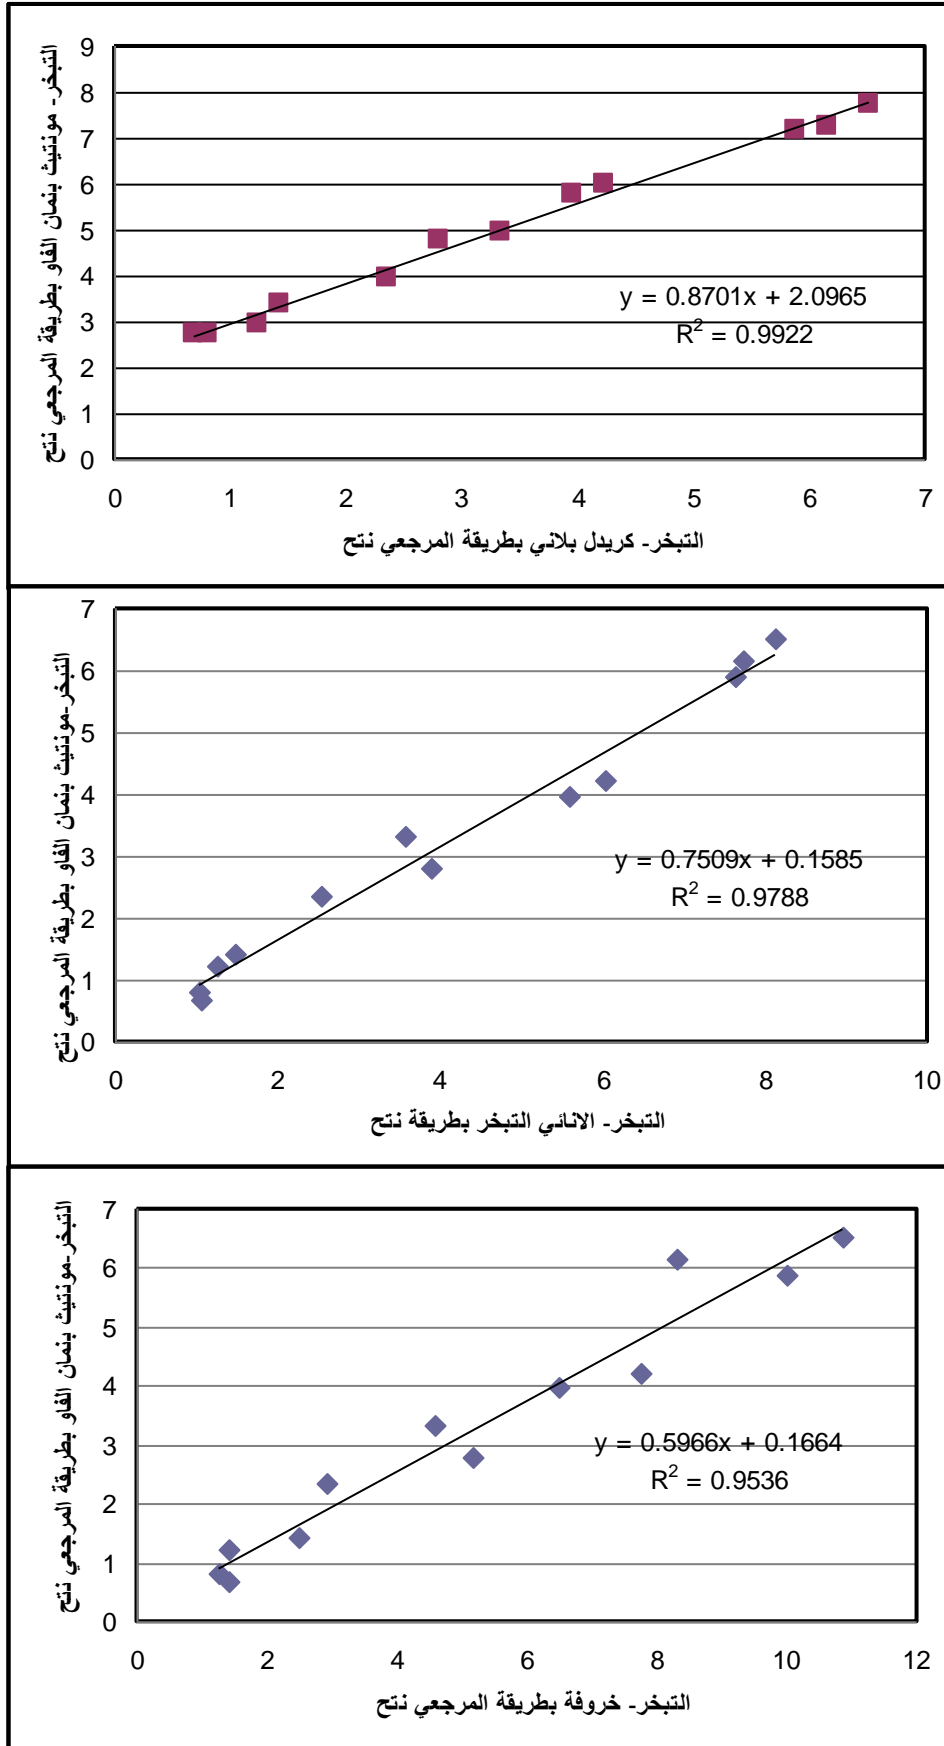 التبخر- مونتيث بنمان الفاو بطريقة المرجعي نتح
9
8
7
6
5
4
3
2
1
0
y = 0.8701x + 2.0965
R² = 0.9922
0 1 2 3 4 5 6 7
التبخر- كريدل بلاني بطريقة المرجعي نتح
التبخر-مونتيث بنمان الفاو بطريقة المرجعي نتح
7
6
5
4
3
2
1
0
y = 0.7509x + 0.1585
R² = 0.9788
0 2 4 6 8 10
التبخر- الانائي التبخر بطريقة نتح
التبخر-مونتيث بنمان الفاو بطريقة المرجعي نتح
7
6
5
4
3
2
1
0
y = 0.5966x + 0.1664
R² = 0.9536
0 2 4 6 8 10 12
التبخر- خروفة بطريقة المرجعي نتح